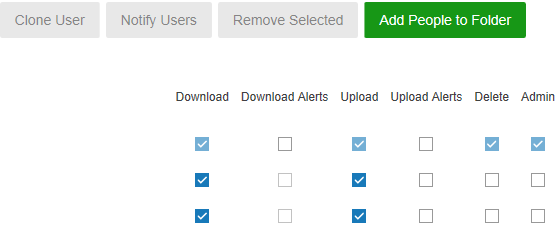 Clone User Notify Users Remove Selected Add People to Folder
Download Download Alerts Upload Upload Alerts Delete Admin